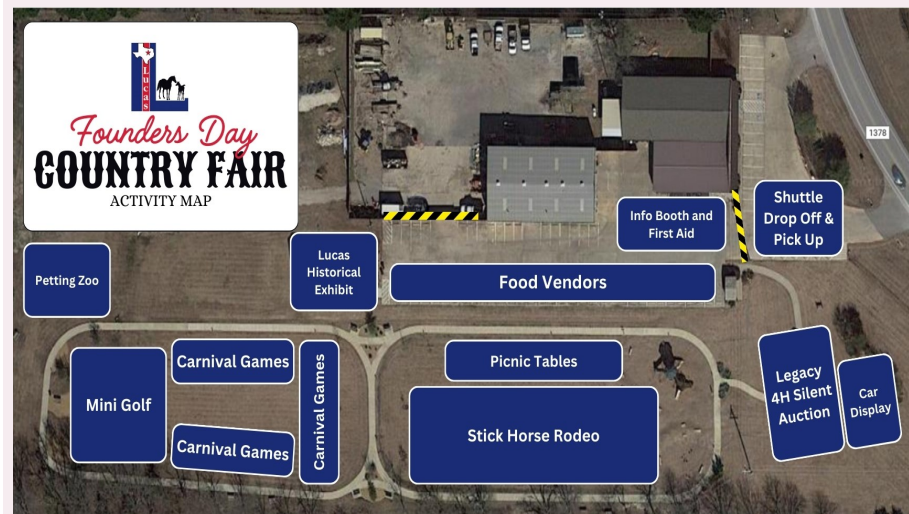 Lucas
Founders Day
COUNTRY FAIR
ACTIVITY MAP
1378
Shuttle
Drop Off &
Pick Up
Info Booth and
First Aid
Petting Zoo
Lucas
Historical
Exhibit
Food Vendors
Mini Golf
Carnival Games
Carnival Games
Carnival Games
Picnic Tables
Stick Horse Rodeo
Legacy
4H Silent
Auction
Car
Display